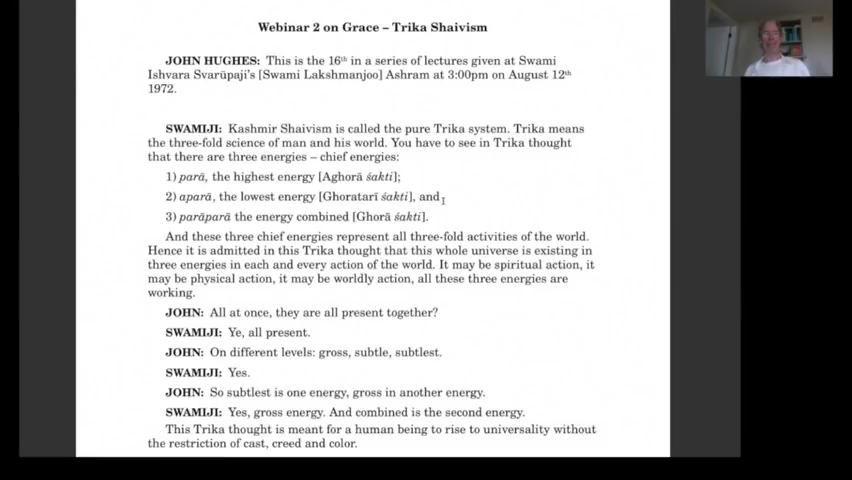 Webinar 2 on Grace – Trika Shaivism
JOHN HUGHES: This is the 16th in a series of lectures given at Swami
Ishvara Svarūpaji's [Swami Lakshmanjoo] Ashram at 3:00pm on August 12th
1972.
SWAMIJI: Kashmir Shaivism is called the pure Trika system. Trika means
the three-fold science of man and his world. You have to see in Trika thought
that there are three energies – chief energies:
1) parā, the highest energy [Aghorā śakti];
2) aparā, the lowest energy [Ghoratarī śakti], and
3) parāparā the energy combined [Ghorā śakti].
And these three chief energies represent all three-fold activities of the world.
Hence it is admitted in this Trika thought that this whole universe is existing in
three energies in each and every action of the world. It may be spiritual action, it
may be physical action, it may be worldly action, all these three energies are
working.
JOHN: All at once, they are all present together?
SWAMIJI: Ye, all present.
JOHN: On different levels: gross, subtle, subtlest.
SWAMIJI: Yes.
JOHN: So subtlest is one energy, gross in another energy.
SWAMIJI: Yes, gross energy. And combined is the second energy.
This Trika thought is meant for a human being to rise to universality without
the restriction of cast, creed and color.